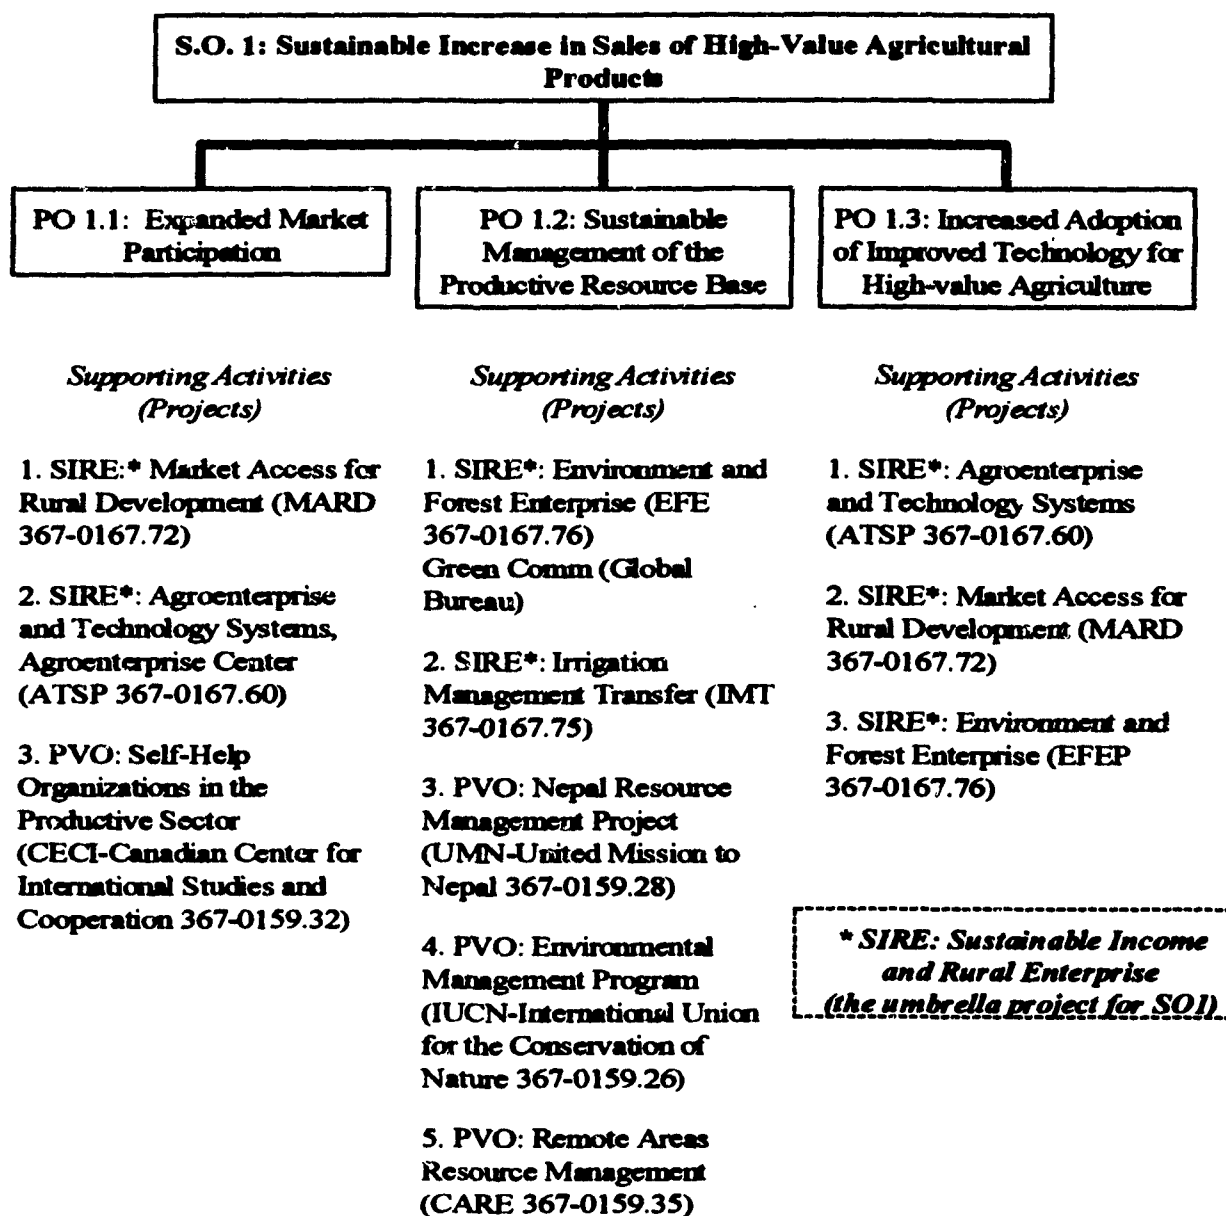 S.O. 1: Sustainable Increase in Sales of High-Value Agricultural
Products
PO 1.1: Expanded Market
Participation
PO 1.2: Sustainable
Management of the
Productive Resource Base
PO 1.3: Increased Adoption
of Improved Technology for
High-value Agriculture
Supporting Activities
(Projects)
1. SIRE:* Market Access for
Rural Development (MARD
367-0167.72)
2. SIRE*: Agroenterprise
and Technology Systems,
Agroenterprise Center
(ATSP 367-0167.60)
3. PVO: Self-Help
Organizations in the
Productive Sector
(CECI-Canadian Center for
International Studies and
Cooperation 367-0159.32)
Supporting Activities
(Projects)
1. SIRE*: Environment and
Forest Enterprise (EFE
367-0167.76)
Green Comm (Global
Bureau)
2. SIRE*: Irrigation
Management Transfer (IMT
367-0167.75)
3. PVO: Nepal Resource
Management Project
(UMN-United Mission to
Nepal 367-0159.28)
4. PVO: Environmental
Management Program
(IUCN-International Union
for the Conservation of
Nature 367-0159.26)
5. PVO: Remote Areas
Resource Management
(CARE 367-0159.35)
Supporting Activities
(Projects)
1. SIRE*: Agroenterprise
and Technology Systems
(ATSP 367-0167.60)
2. SIRE*: Market Access for
Rural Development (MARD
367-0167.72)
3. SIRE*: Environment and
Forest Enterprise (EFEP
367-0167.76)
* SIRE: Sustainable Income
and Rural Enterprise
(the umbrella project for SO1)